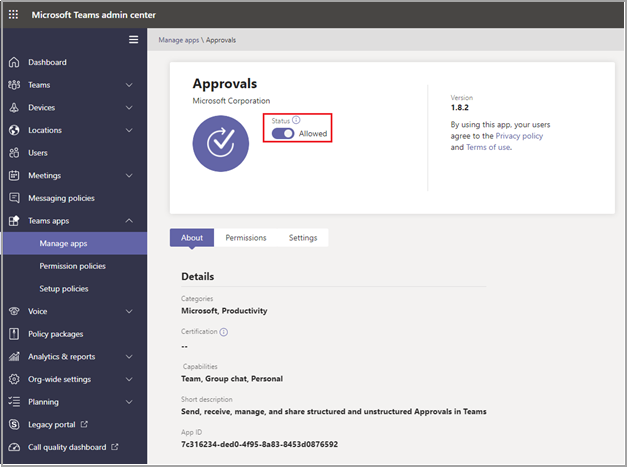 Microsoft Teams admin center
Dashboard
Teams
Devices
Locations
Users
Meetings
Messaging policies
Teams apps
Manage apps
Permission policies
Setup policies
Voice
Policy packages
Analytics & reports
Org-wide settings
Planning
Legacy portal
Call quality dashboard
Manage apps \ Approvals
Approvals
Microsoft Corporation
Status
Allowed
Version
1.8.2
By using this app, your users
agree to the Privacy policy
and Terms of use.
About Permissions Settings
Details
Categories
Microsoft, Productivity
Certification
--
Capabilities
Team, Group chat, Personal
Short description
Send, receive, manage, and share structured and unstructured Approvals in Teams
App ID
7c316234-ded0-4f95-8a83-8453d0876592